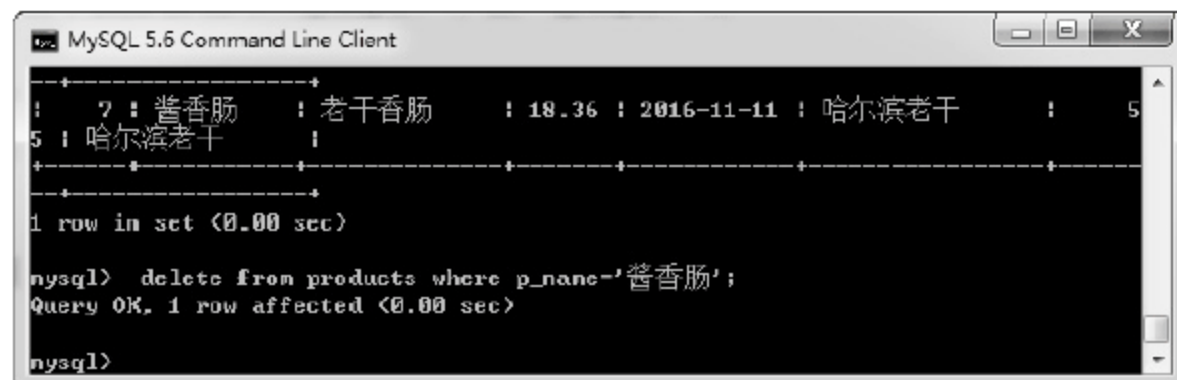 MySQL 5.6 Command Line Client
--+--------------------+
|    7 | 酱香肠    | 老干香肠    | 18.36 | 2016-11-11 | 哈尔滨老干    |    5
5 | 哈尔滨老干    |
+------+--------------+------------------+---------+---------------+---------------------+-------
--+--------------------+
1 row in set (0.00 sec)
mysql>  delete from products where p_name='酱香肠';
Query OK, 1 row affected (0.00 sec)
mysql>